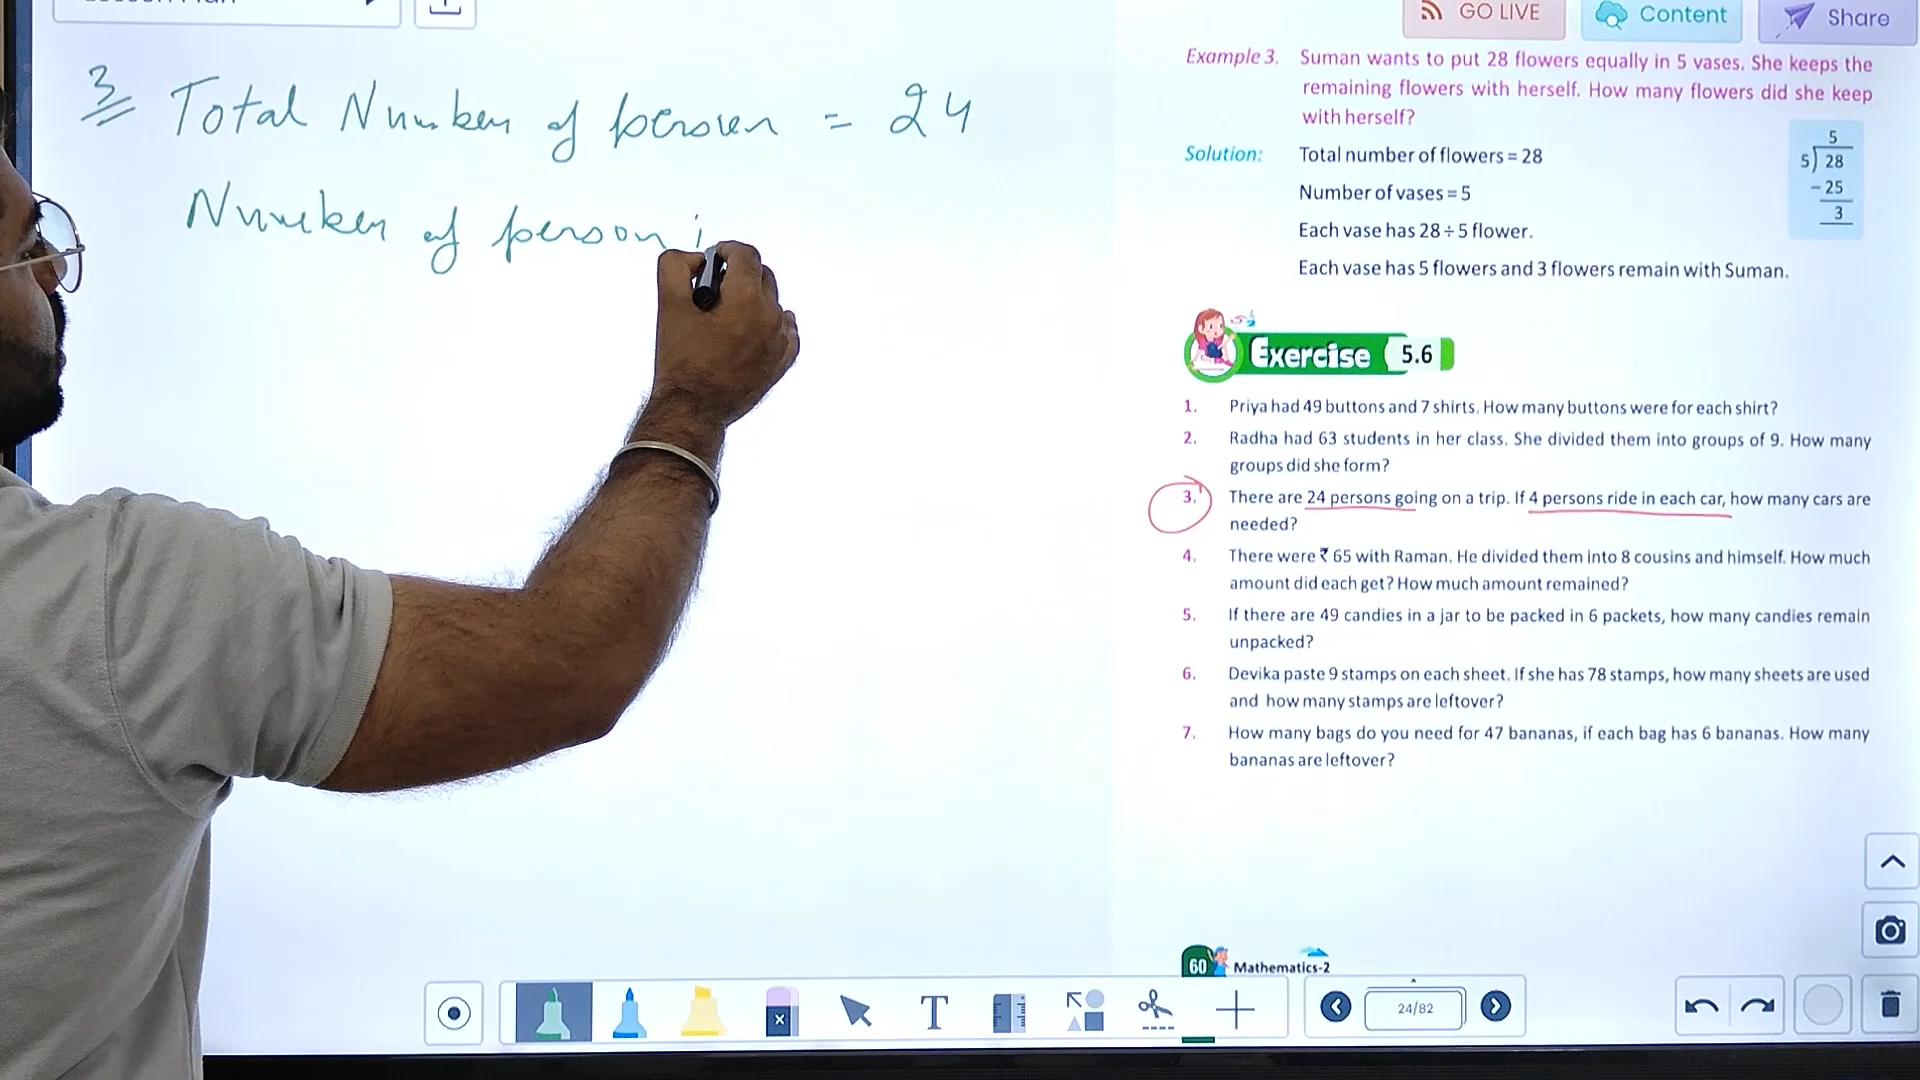 GO LIVE
Content
Share
3 Total Number of person = 24
Number of person i
Example 3. Suman wants to put 28 flowers equally in 5 vases. She keeps the
remaining flowers with herself. How many flowers did she keep
with herself?
Solution: Total number of flowers = 28
Number of vases = 5
Each vase has 28 ÷ 5 flower.
Each vase has 5 flowers and 3 flowers remain with Suman.
5
5) 28
- 25
3
Exercise 5.6
1. Priya had 49 buttons and 7 shirts. How many buttons were for each shirt?
2. Radha had 63 students in her class. She divided them into groups of 9. How many
groups did she form?
3. There are 24 persons going on a trip. If 4 persons ride in each car, how many cars are
needed?
4. There were ₹ 65 with Raman. He divided them into 8 cousins and himself. How much
amount did each get? How much amount remained?
5. If there are 49 candies in a jar to be packed in 6 packets, how many candies remain
unpacked?
6. Devika paste 9 stamps on each sheet. If she has 78 stamps, how many sheets are used
and how many stamps are leftover?
7. How many bags do you need for 47 bananas, if each bag has 6 bananas. How many
bananas are leftover?
60 Mathematics-2
T
24/82